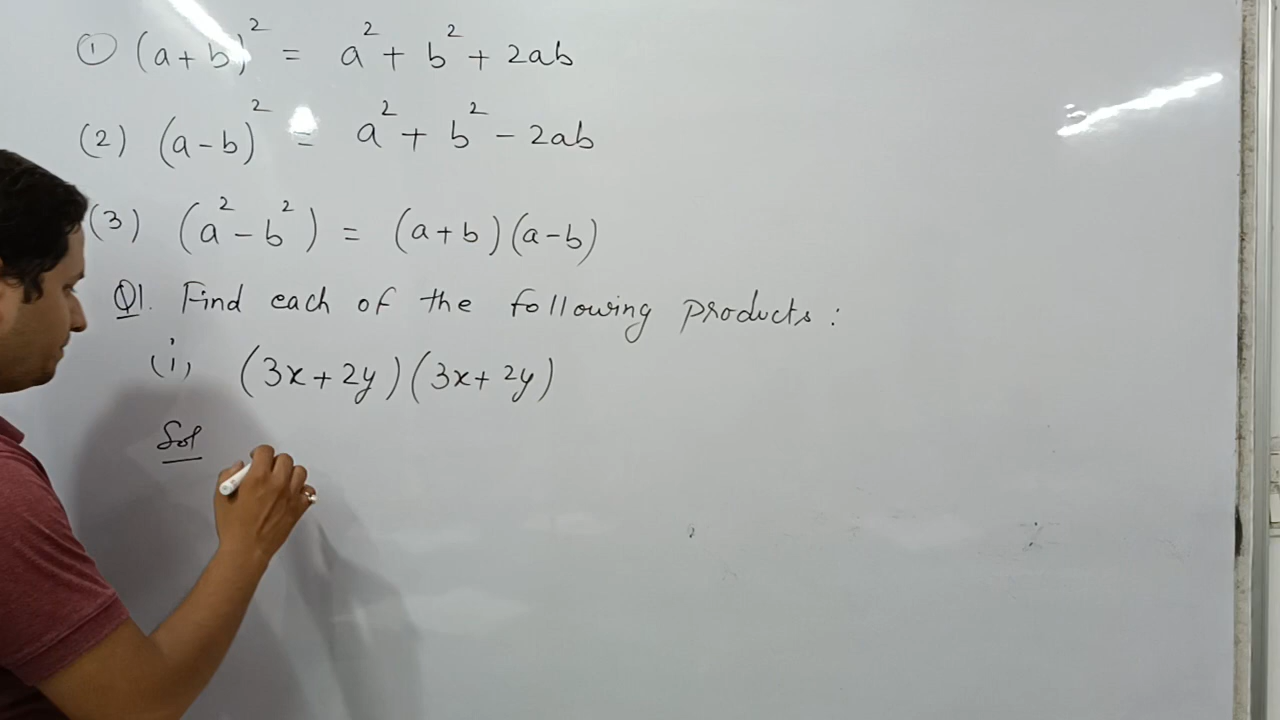 ① (a+b)² = a² + b² + 2ab
(2) (a-b)² = a² + b² - 2ab
(3) (a²-b²) = (a+b)(a-b)
Q1. Find each of the following products:
(i) (3x+2y)(3x+2y)
Sol